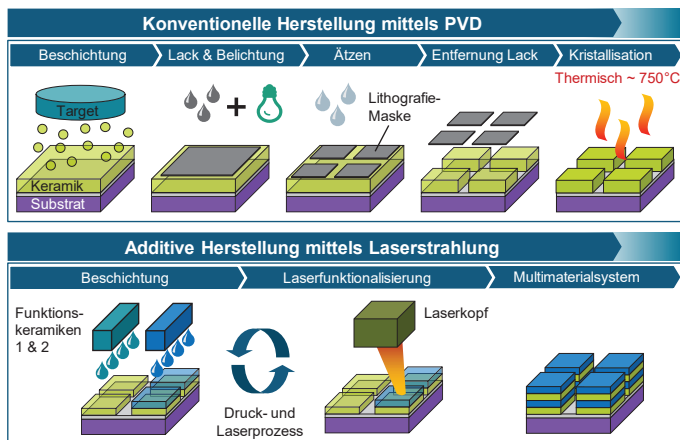 Konventionelle Herstellung mittels PVD
Beschichtung
Lack & Belichtung
Ätzen
Entfernung Lack
Kristallisation
Thermisch ~ 750°C
Target
+
Lithografie-
Maske
Keramik
Substrat
Additive Herstellung mittels Laserstrahlung
Beschichtung
Laserfunktionalisierung
Multimaterialsystem
Funktions-
keramiken
1 & 2
Laserkopf
Druck- und
Laserprozess